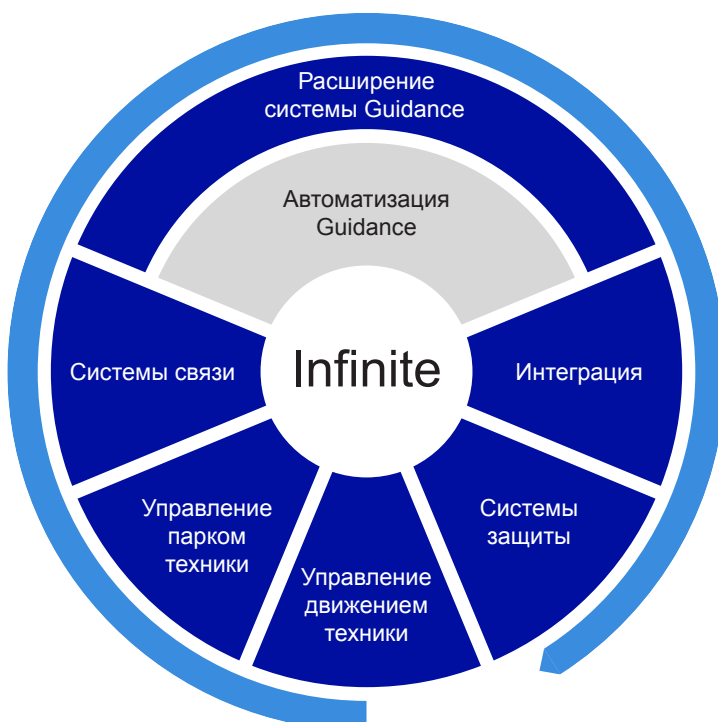 Расширение
системы Guidance
Автоматизация
Guidance
Системы связи
Infinite
Интеграция
Управление
парком
техники
Управление
движением
техники
Системы
защиты